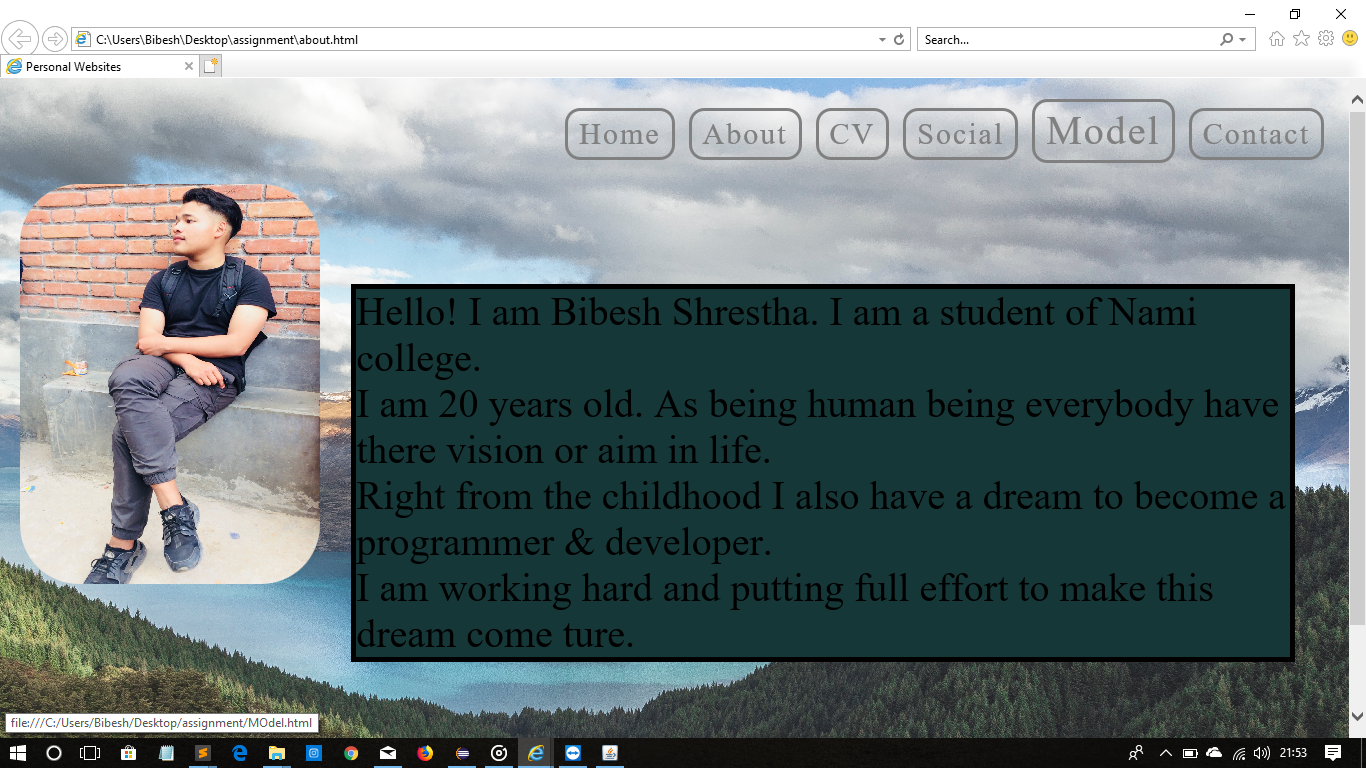 C:\Users\Bibesh\Desktop\assignment\about.html
Search...
Personal Websites
Home About CV Social Model Contact
Hello! I am Bibesh Shrestha. I am a student of Nami
college.
I am 20 years old. As being human being everybody have
there vision or aim in life.
Right from the childhood I also have a dream to become a
programmer & developer.
I am working hard and putting full effort to make this
dream come ture.
file:///C:/Users/Bibesh/Desktop/assignment/MOdel.html
21:53